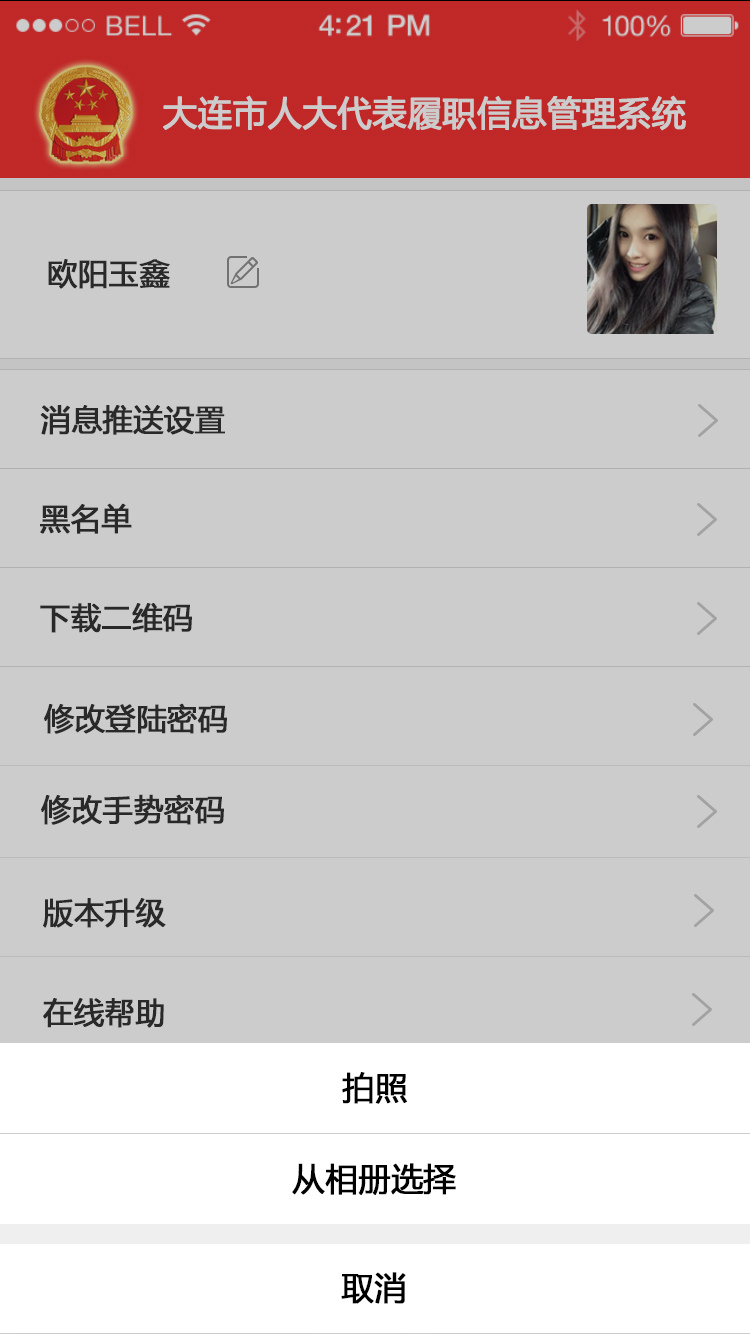 BELL 4:21 PM 100%
大连市人大代表履职信息管理系统
欧阳玉鑫
消息推送设置
黑名单
下载二维码
修改登陆密码
修改手势密码
版本升级
在线帮助
拍照
从相册选择
取消